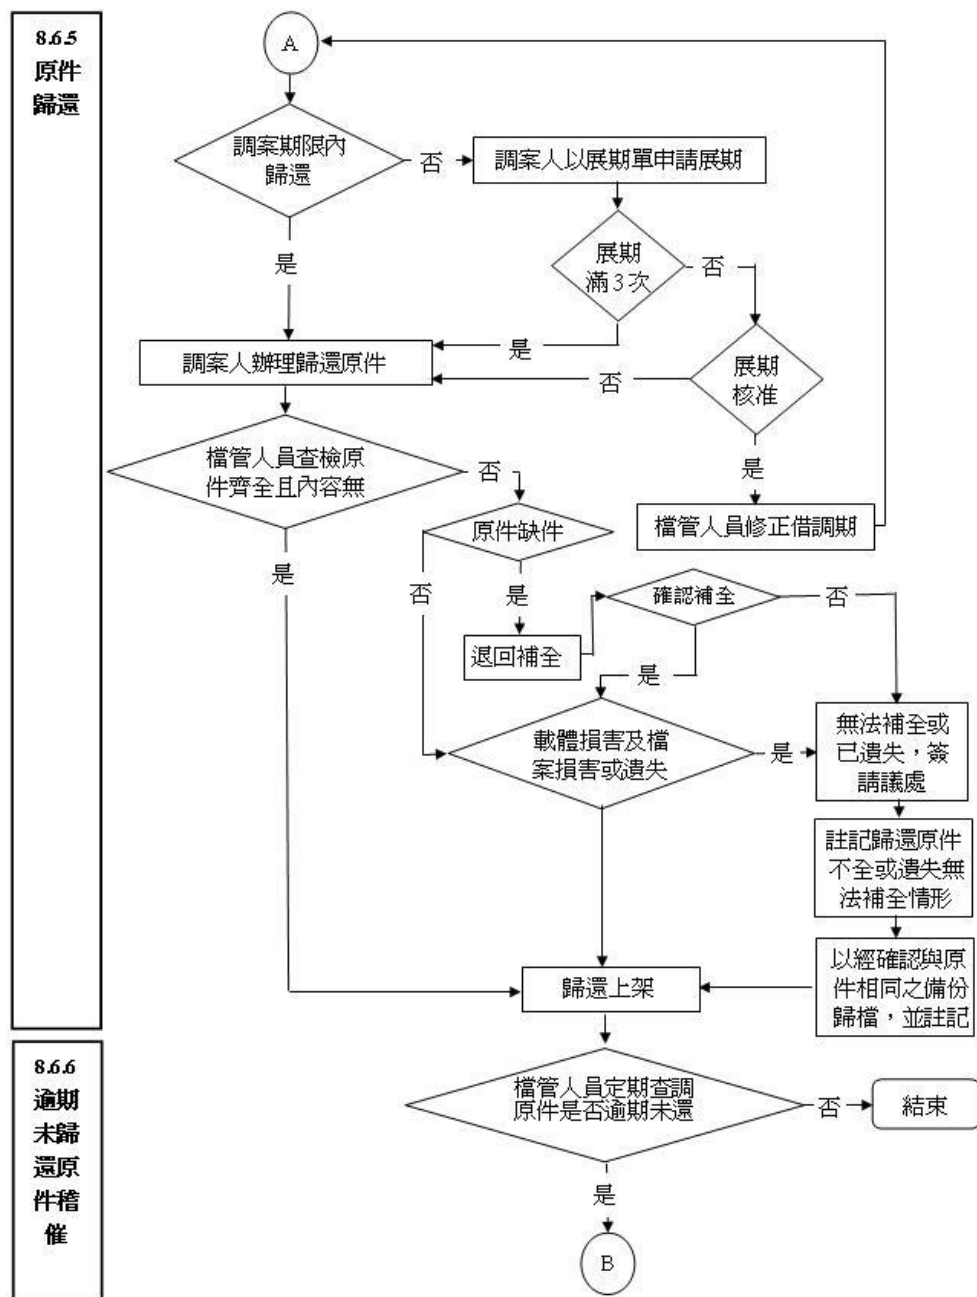 8.6.5
原件
歸還
A
調案期限內
歸還
否
調案人以展期單申請展期
是
展期
滿3次
否
是
調案人辦理歸還原件
否
展期
核准
檔管人員查檢原
件齊全且內容無
否
是
原件缺件
檔管人員修正借調期
是
否
是
確認補全
否
退回補全
是
載體損害及檔
案損害或遺失
是
無法補全或
已遺失，簽
請議處
註記歸還原件
不全或遺失無
法補全情形
以經確認與原
件相同之備份
歸檔，並註記
歸還上架
8.6.6
逾期
未歸
還原
件稽
催
檔管人員定期查調
原件是否逾期未還
否
結束
是
B